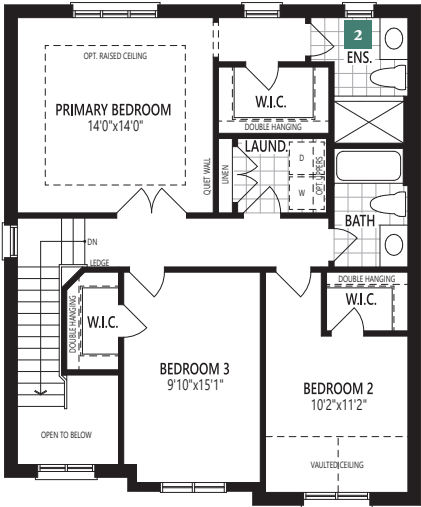 2
ENS.
OPT. RAISED CEILING
PRIMARY BEDROOM
14'0"x14'0"
W.I.C.
DOUBLE HANGING
LAUND.
D
W
OPT. UPPERS
LINEN
QUIET WALL
BATH
DN
LEDGE
DOUBLE HANGING
W.I.C.
DOUBLE HANGING
W.I.C.
BEDROOM 3
9'10"x15'1"
BEDROOM 2
10'2"x11'2"
OPEN TO BELOW
VAULTED CEILING